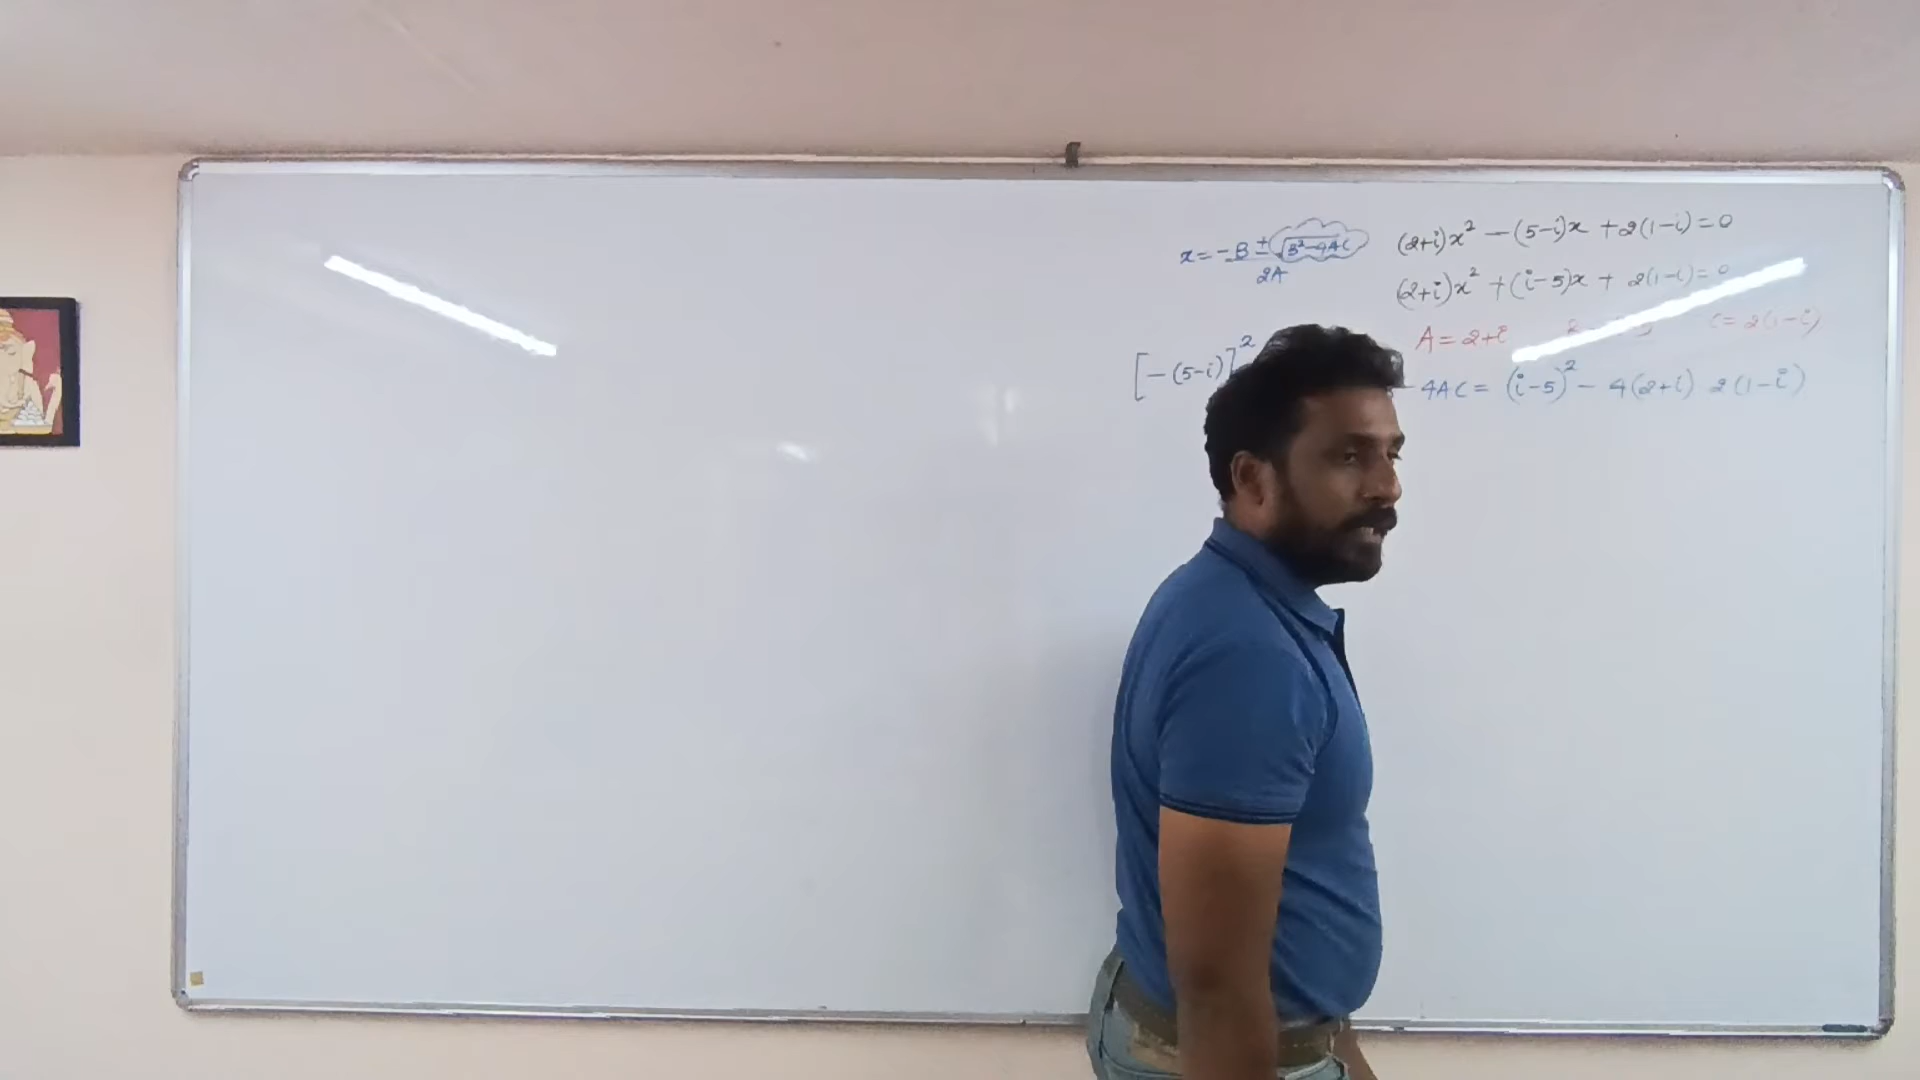 x = -B ± √B²-4AC / 2A
(2+i)x² - (5-i)x + 2(1-i) = 0
(2+i)x² + (i-5)x + 2(1-i) = 0
A = 2+i C = 2(1-i)
[-(5-i)]²
- 4AC = (i-5)² - 4(2+i) 2(1-i)